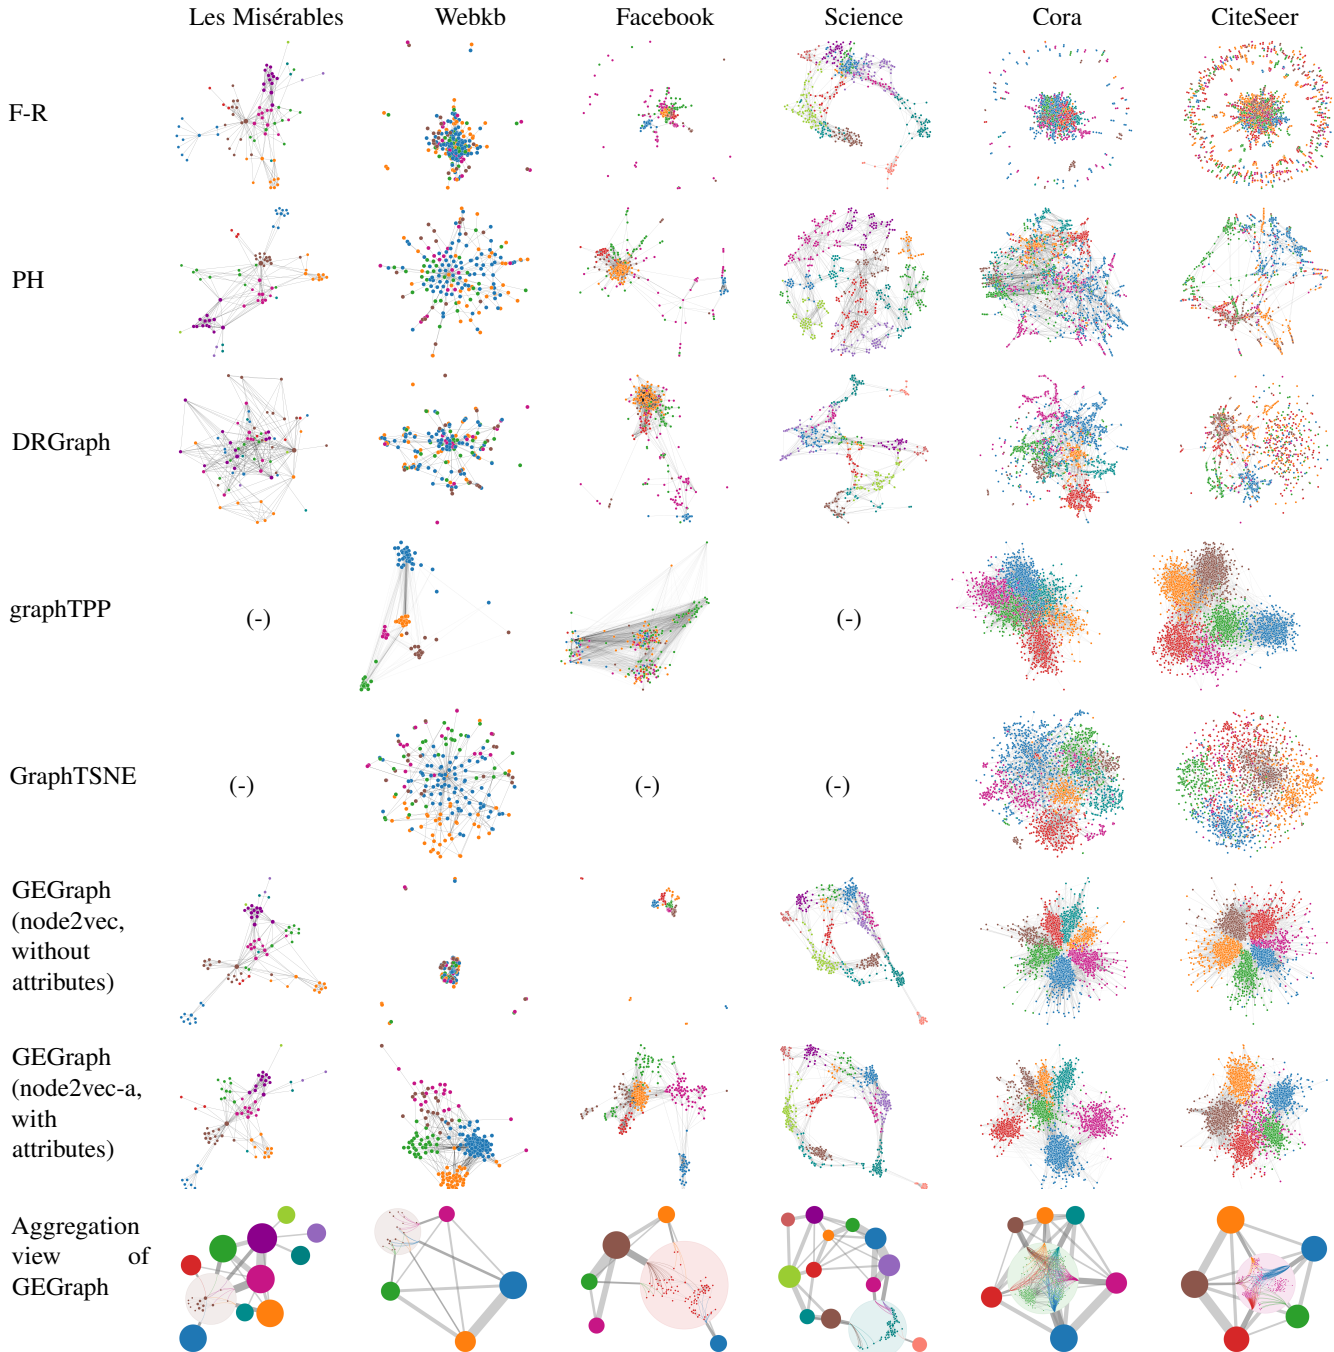 Les Misérables Webkb Facebook Science Cora CiteSeer
F-R
PH
DRGraph
graphTPP (-) (-)
GraphTSNE (-) (-) (-)
GEGraph
(node2vec,
without
attributes)
GEGraph
(node2vec-a,
with
attributes)
Aggregation
view of
GEGraph